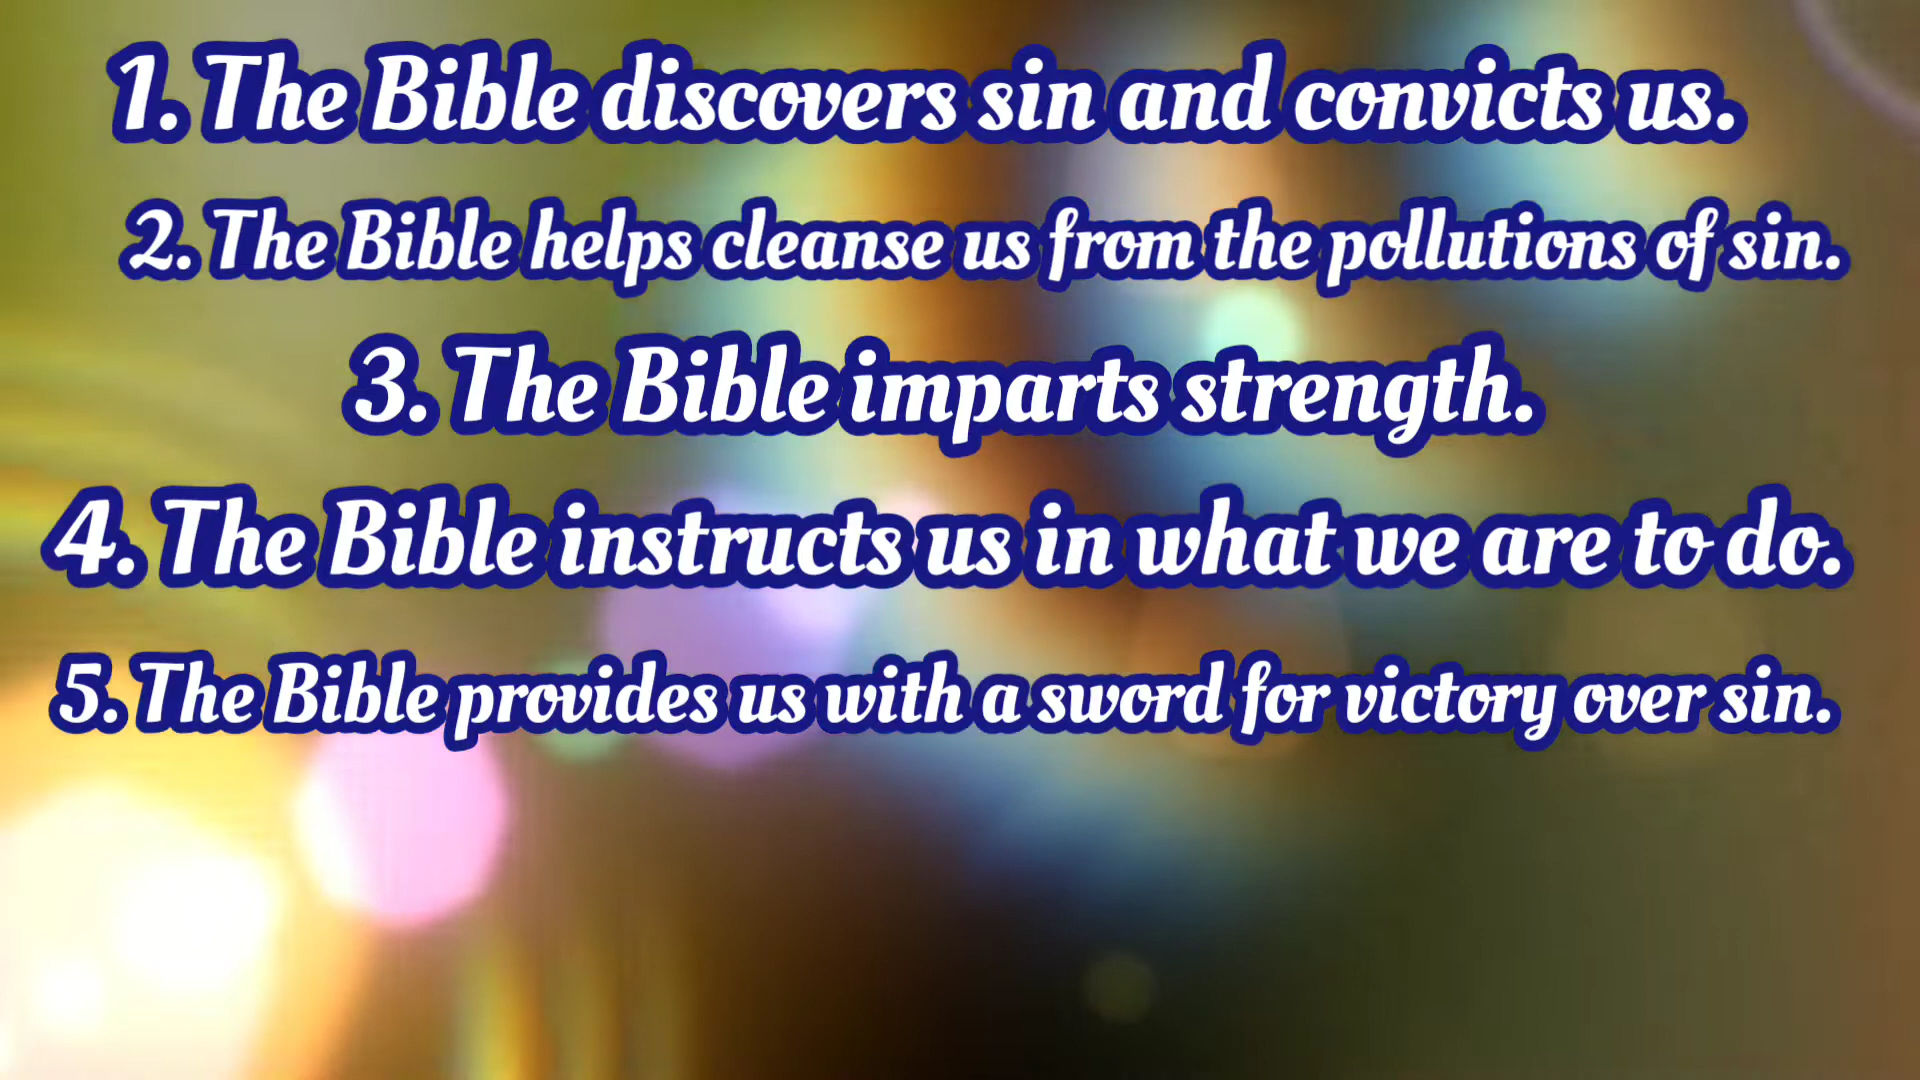 1. The Bible discovers sin and convicts us.
2. The Bible helps cleanse us from the pollutions of sin.
3. The Bible imparts strength.
4. The Bible instructs us in what we are to do.
5. The Bible provides us with a sword for victory over sin.